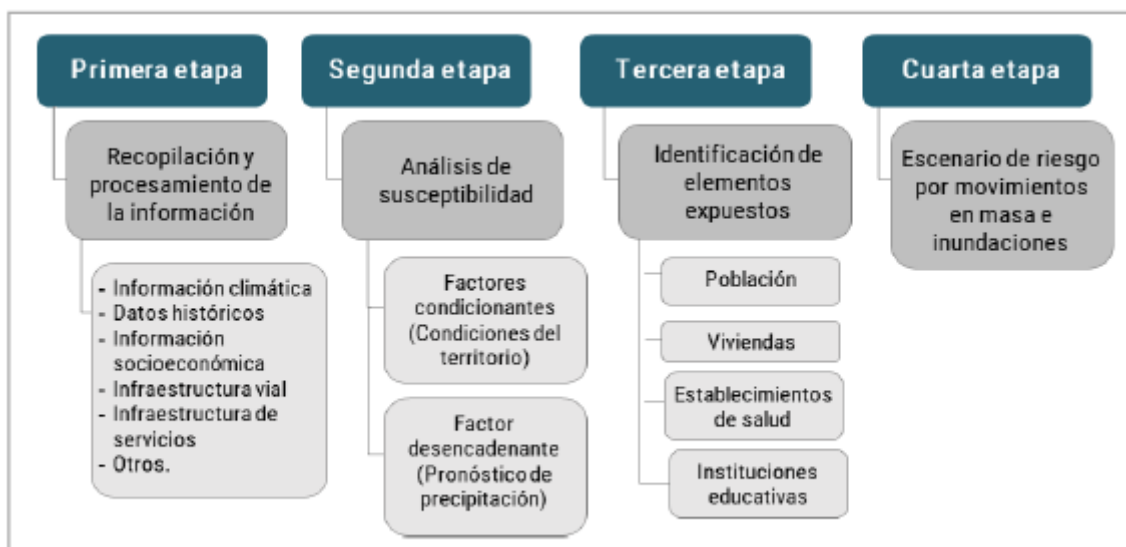 Primera etapa
Recopilación y
procesamiento de
la información
- Información climática
- Datos históricos
- Información
socioeconómica
- Infraestructura vial
- Infraestructura de
servicios
- Otros.
Segunda etapa
Análisis de
susceptibilidad
Factores
condicionantes
(Condiciones del
territorio)
Factor
desencadenante
(Pronóstico de
precipitación)
Tercera etapa
Identificación de
elementos
expuestos
Población
Viviendas
Establecimientos
de salud
Instituciones
educativas
Cuarta etapa
Escenario de riesgo
por movimientos
en masa e
inundaciones